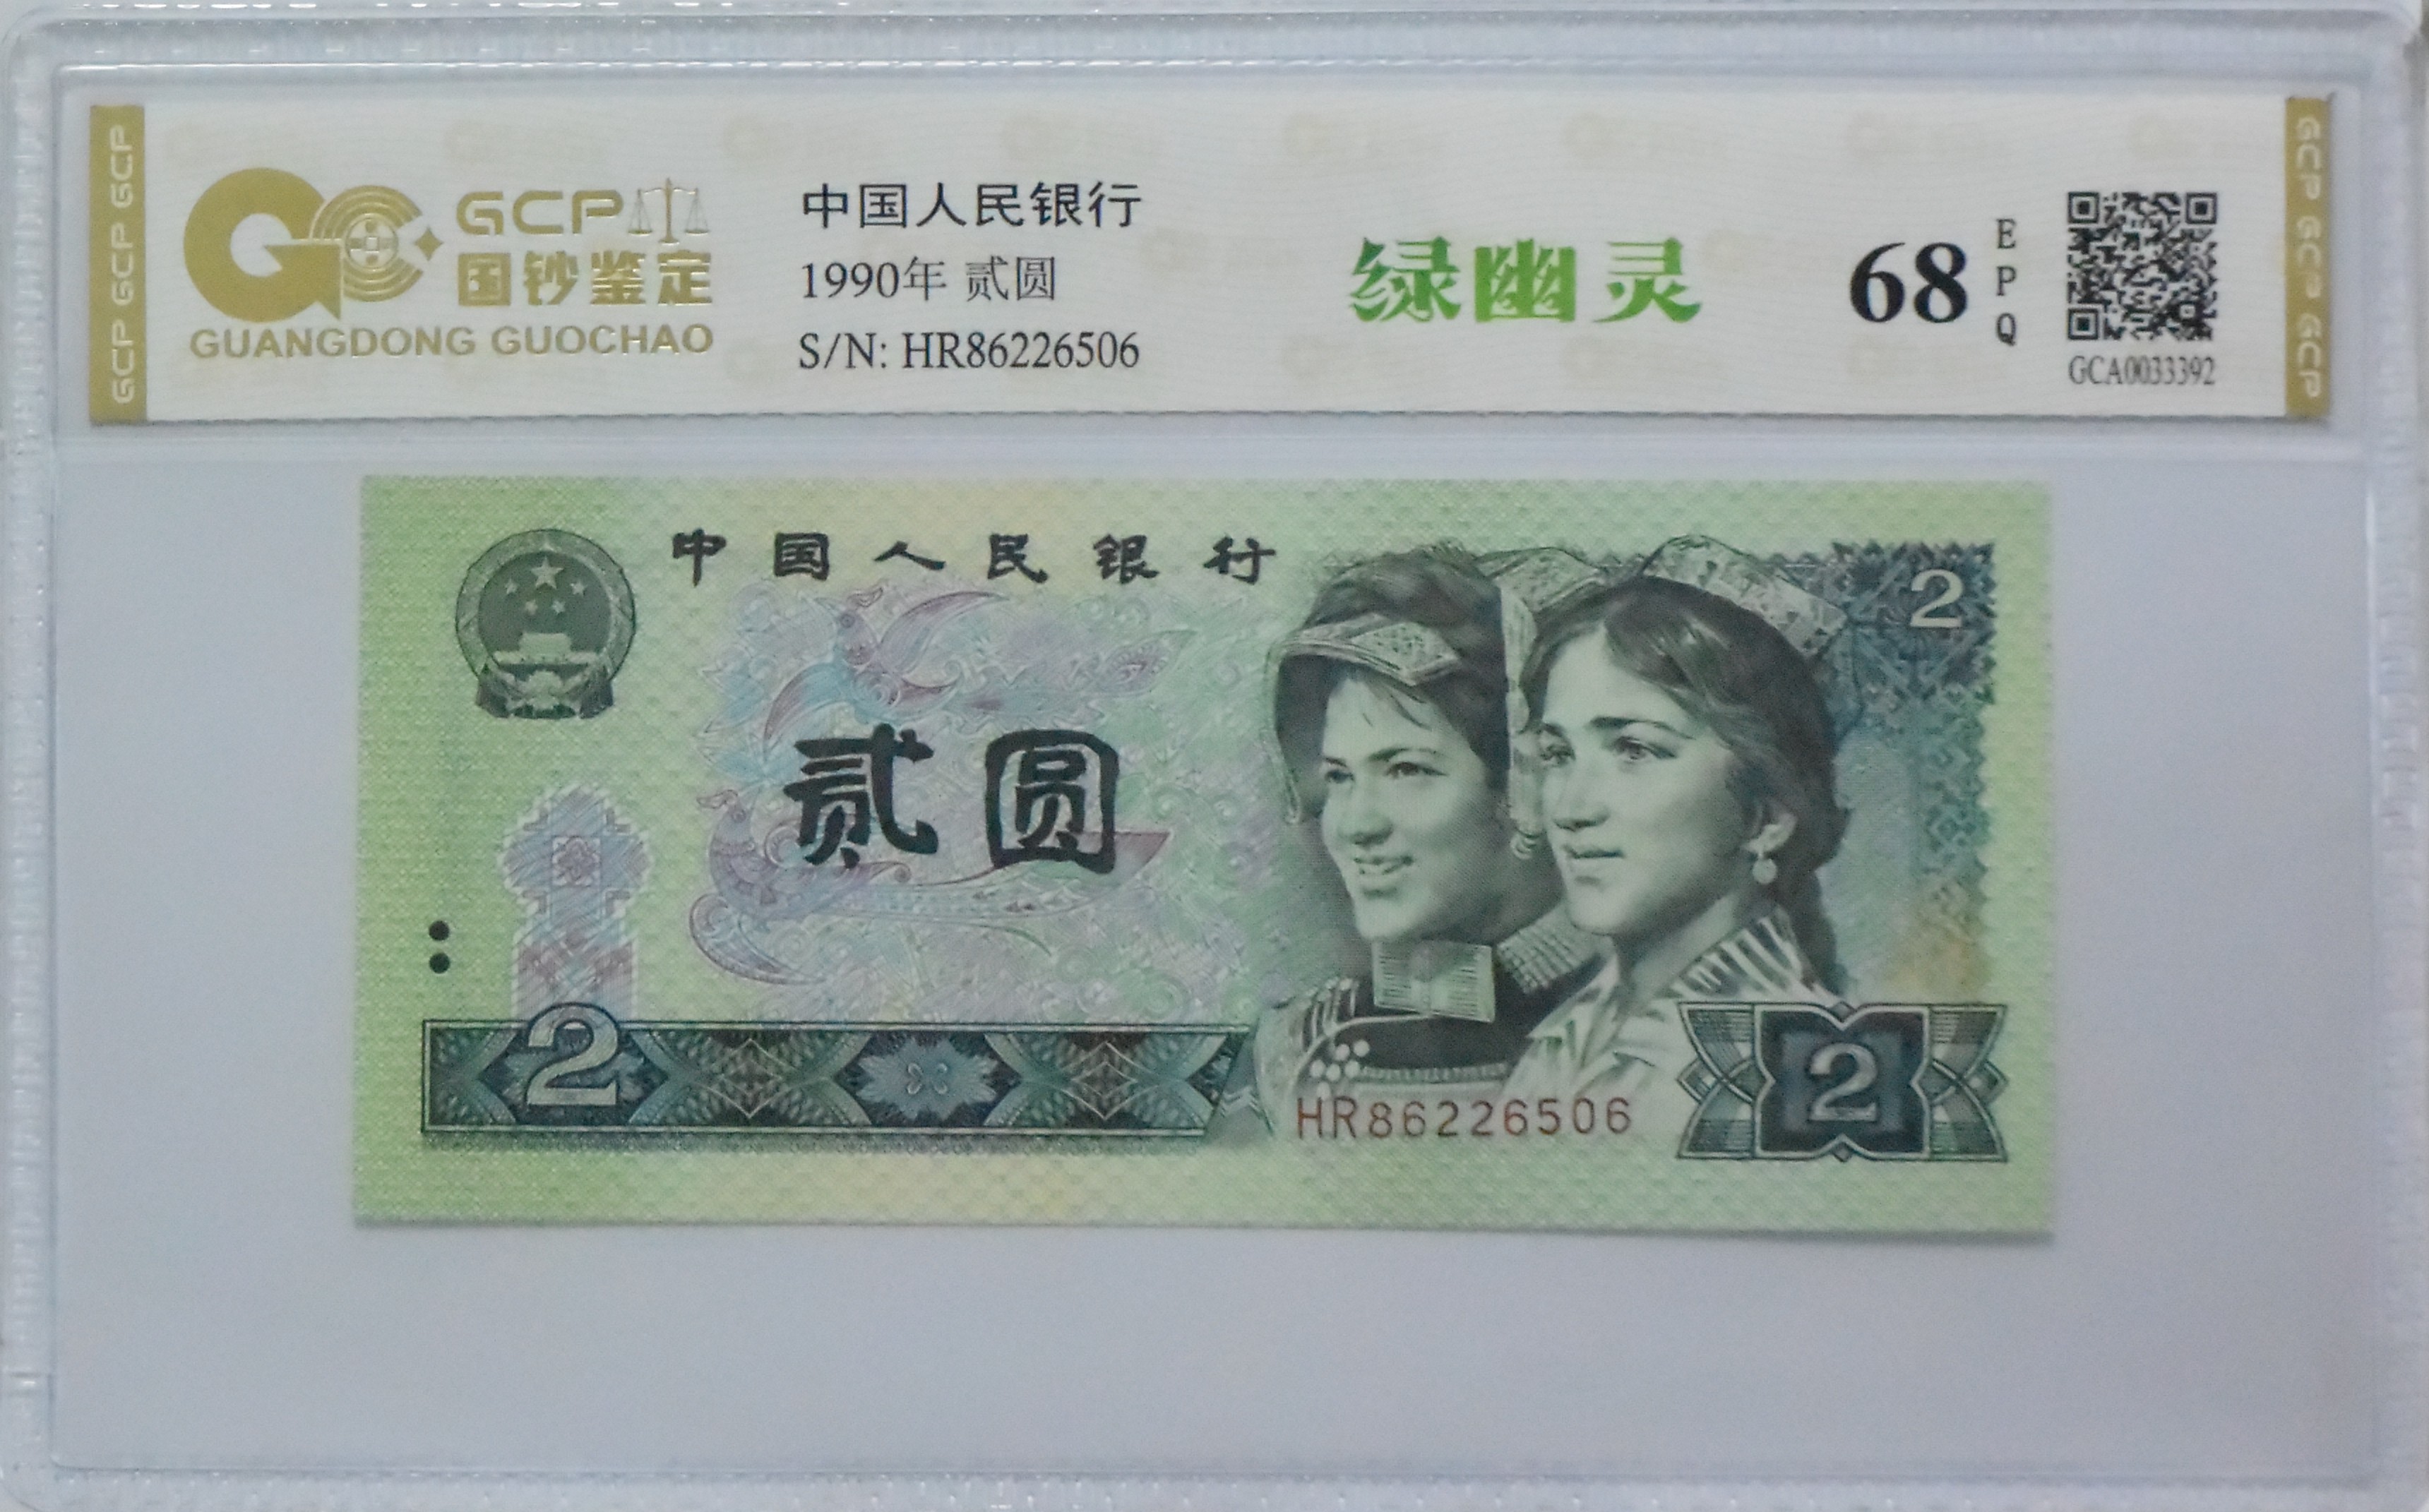 GCP GCP GCP
GCP
国钞鉴定
GUANGDONG GUOCHAO
中国人民银行
1990年 贰圆
S/N: HR86226506
绿幽灵
68
EPQ
GCA0033392
GCP GCP GCP
中国人民银行
2
贰圆
2
HR86226506
2